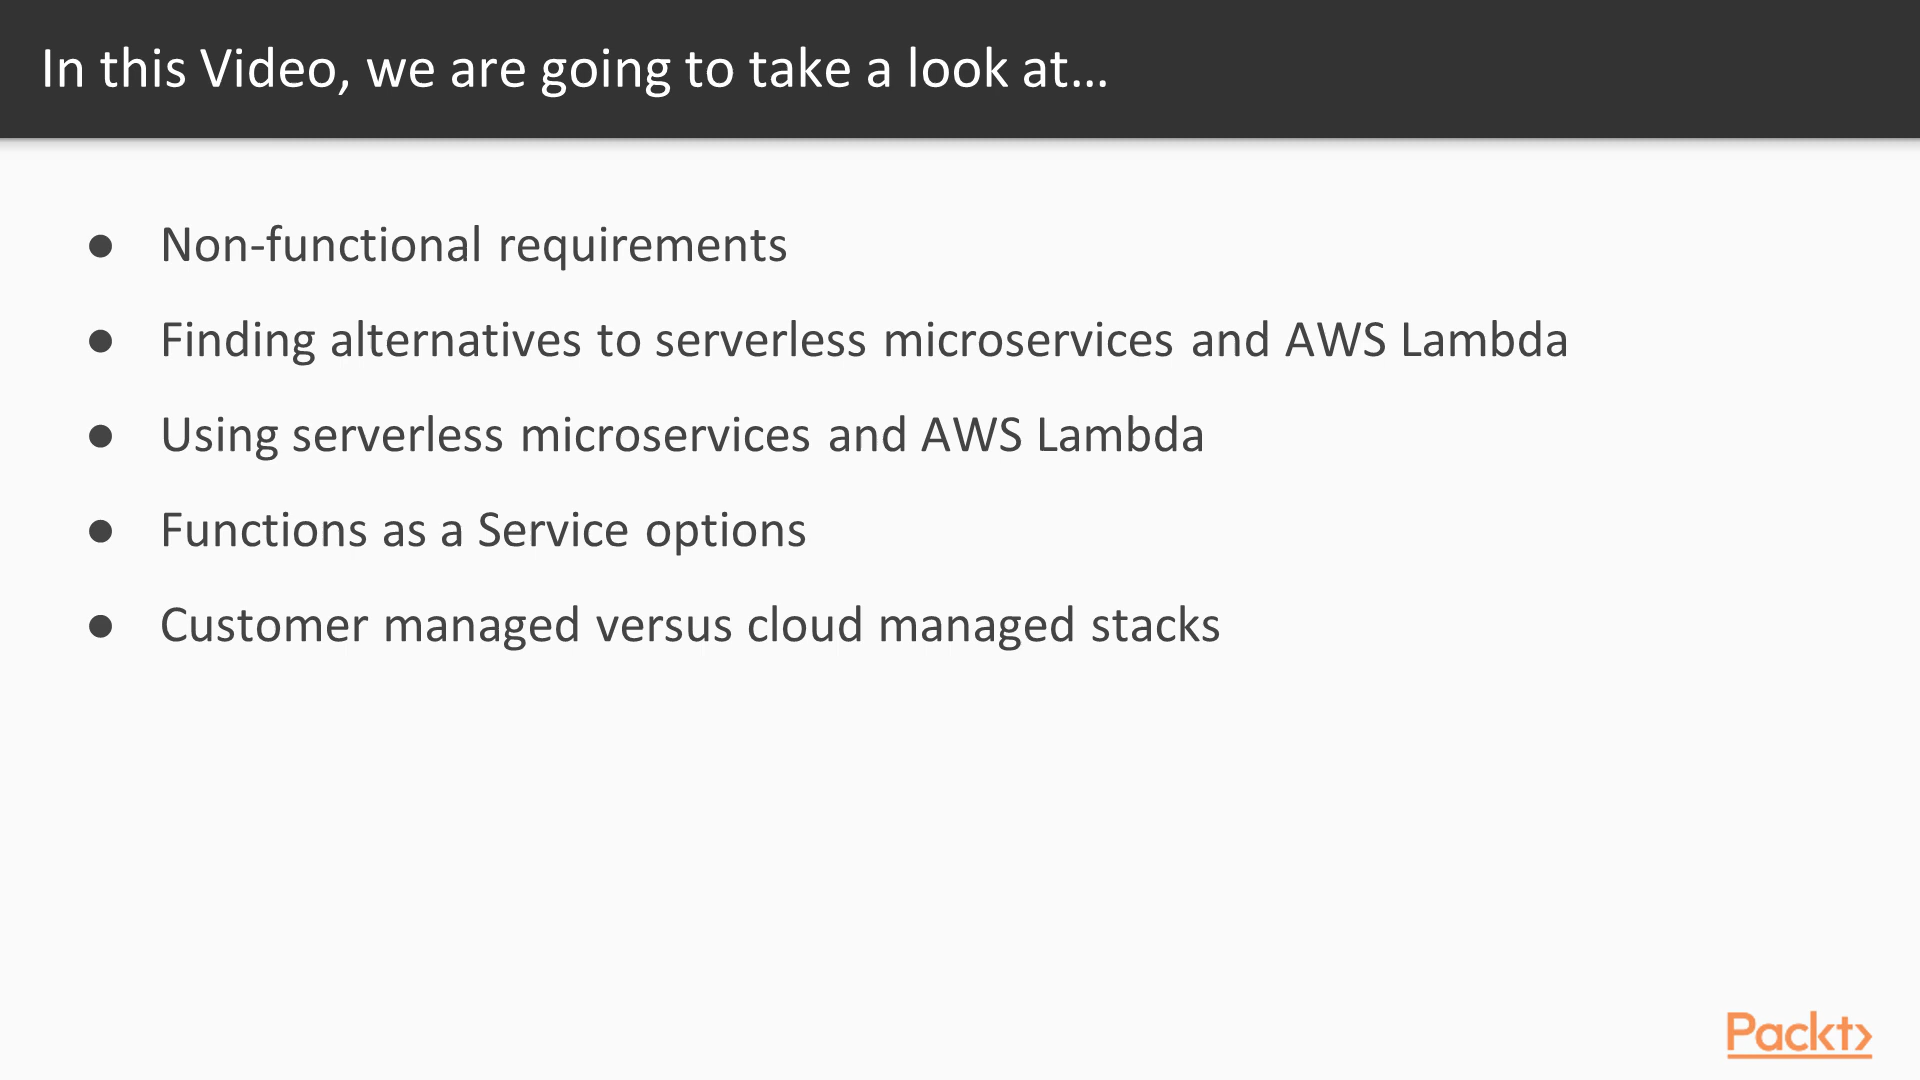 In this Video, we are going to take a look at…
● Non-functional requirements
● Finding alternatives to serverless microservices and AWS Lambda
● Using serverless microservices and AWS Lambda
● Functions as a Service options
● Customer managed versus cloud managed stacks
Packt>